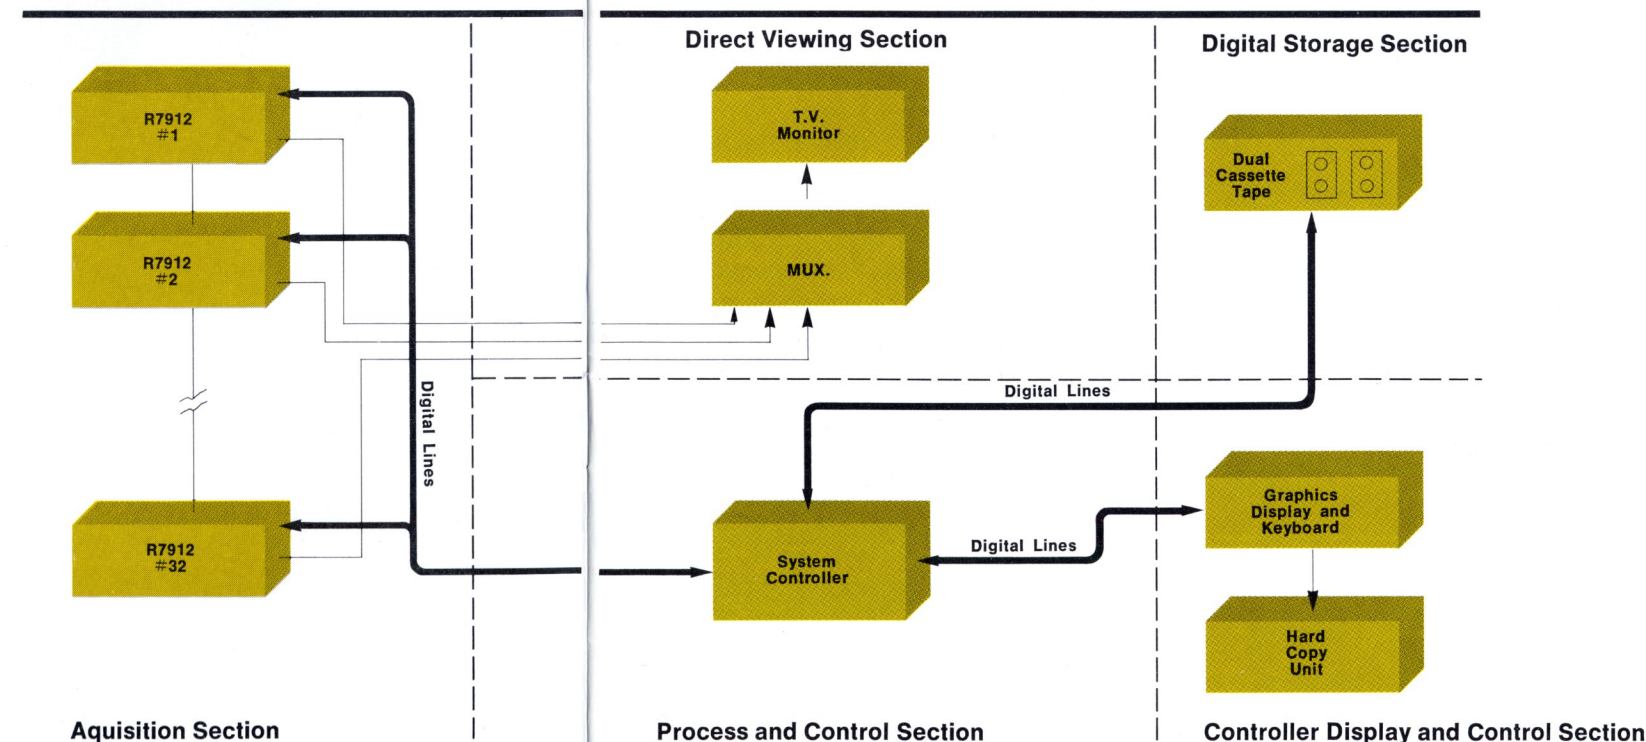 Direct Viewing Section
Digital Storage Section
R7912
#1
T.V.
Monitor
Dual
Cassette
Tape
R7912
#2
MUX.
Digital Lines
Digital Lines
R7912
#32
System
Controller
Digital Lines
Graphics
Display and
Keyboard
Hard
Copy
Unit
Aquisition Section
Process and Control Section
Controller Display and Control Section